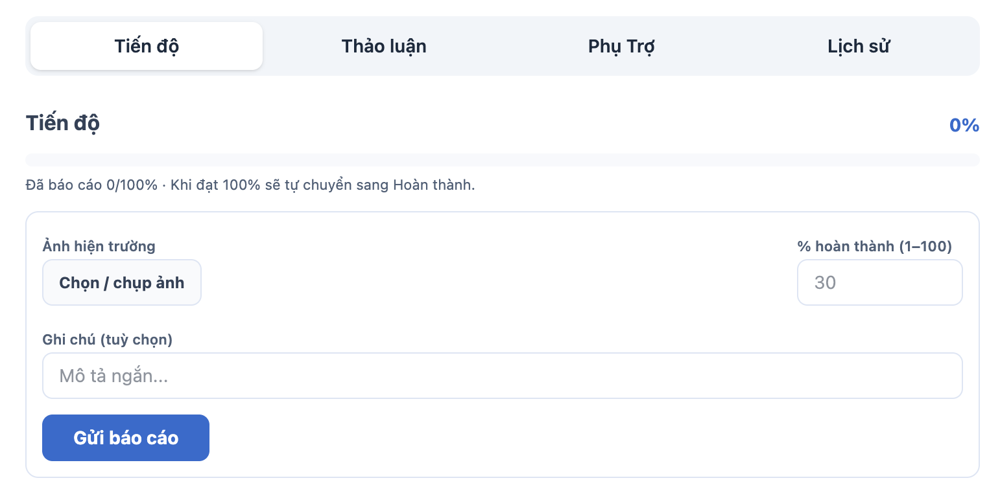 Tiến độ
Thảo luận
Phụ Trợ
Lịch sử
Tiến độ
0%
Đã báo cáo 0/100% · Khi đạt 100% sẽ tự chuyển sang Hoàn thành.
Ảnh hiện trường
% hoàn thành (1–100)
Chọn / chụp ảnh
30
Ghi chú (tuỳ chọn)
Mô tả ngắn...
Gửi báo cáo